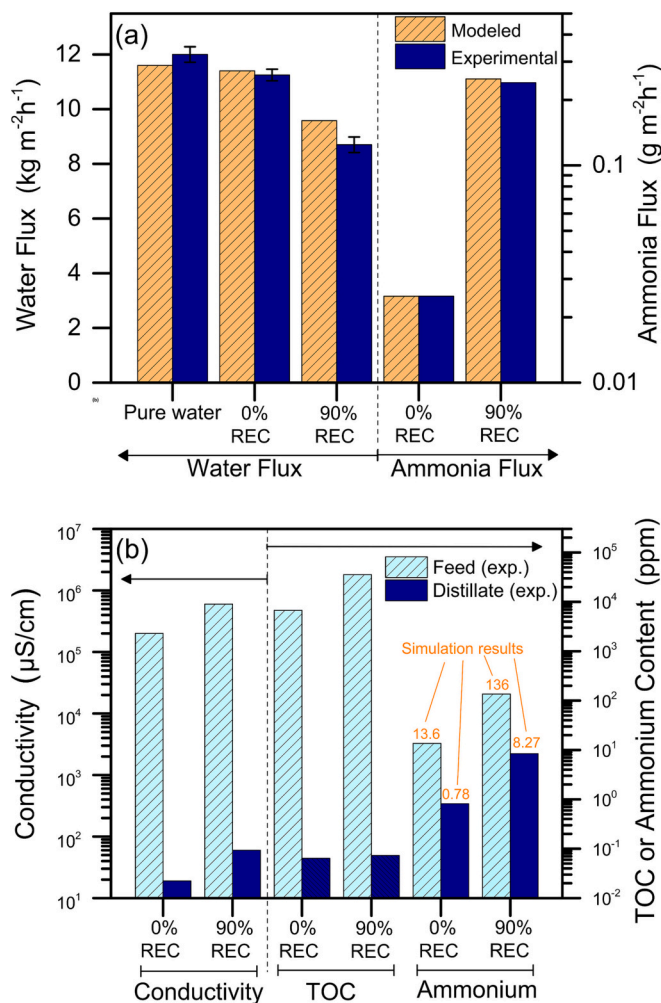 (a)
Modeled
Experimental
12
10
8
6
4
2
0
Water Flux (kg m⁻²h⁻¹)
0.1
0.01
Ammonia Flux (g m⁻²h⁻¹)
(b)
Pure water
0%
REC
90%
REC
0%
REC
90%
REC
Water Flux
Ammonia Flux
(b)
Feed (exp.)
Distillate (exp.)
10⁷
10⁶
10⁵
10⁴
10³
10²
10¹
Conductivity (µS/cm)
10⁵
10⁴
10³
10²
10¹
10⁰
10⁻¹
10⁻²
TOC or Ammonium Content (ppm)
Simulation results
13.6
0.78
136
8.27
0%
REC
90%
REC
0%
REC
90%
REC
0%
REC
90%
REC
Conductivity
TOC
Ammonium